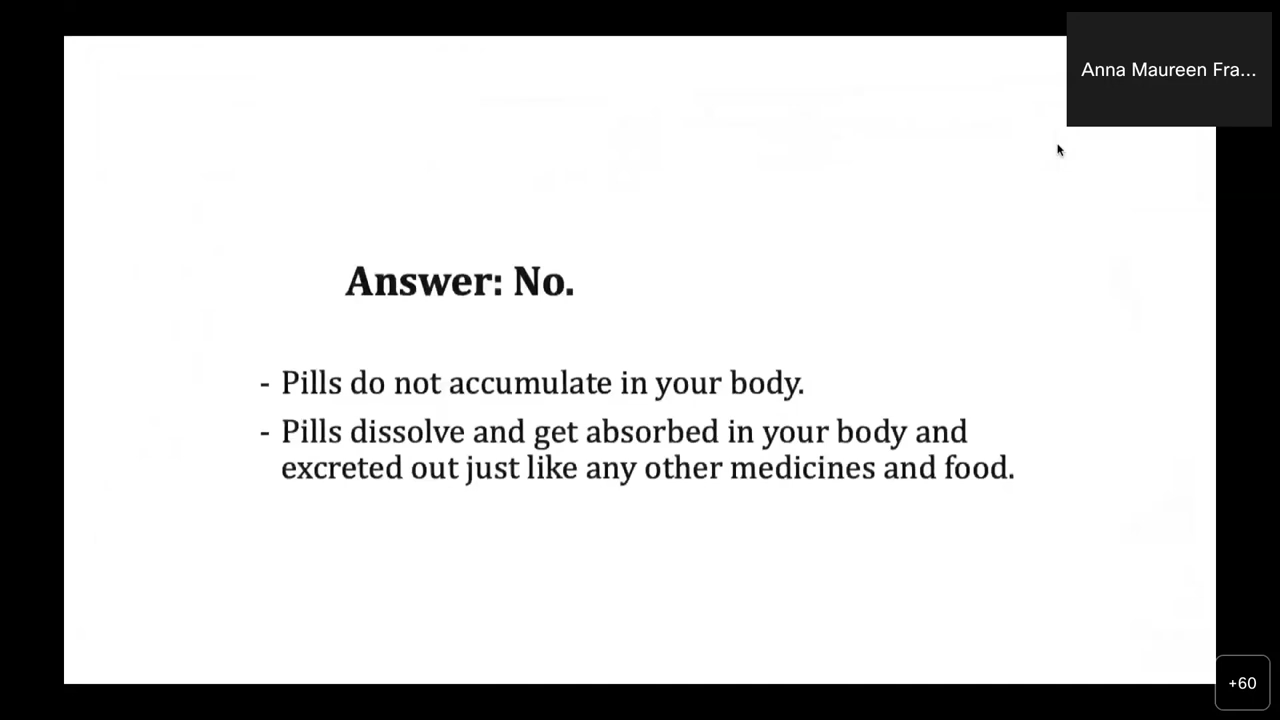 Anna Maureen Fra...
Answer: No.
- Pills do not accumulate in your body.
- Pills dissolve and get absorbed in your body and
excreted out just like any other medicines and food.
+60